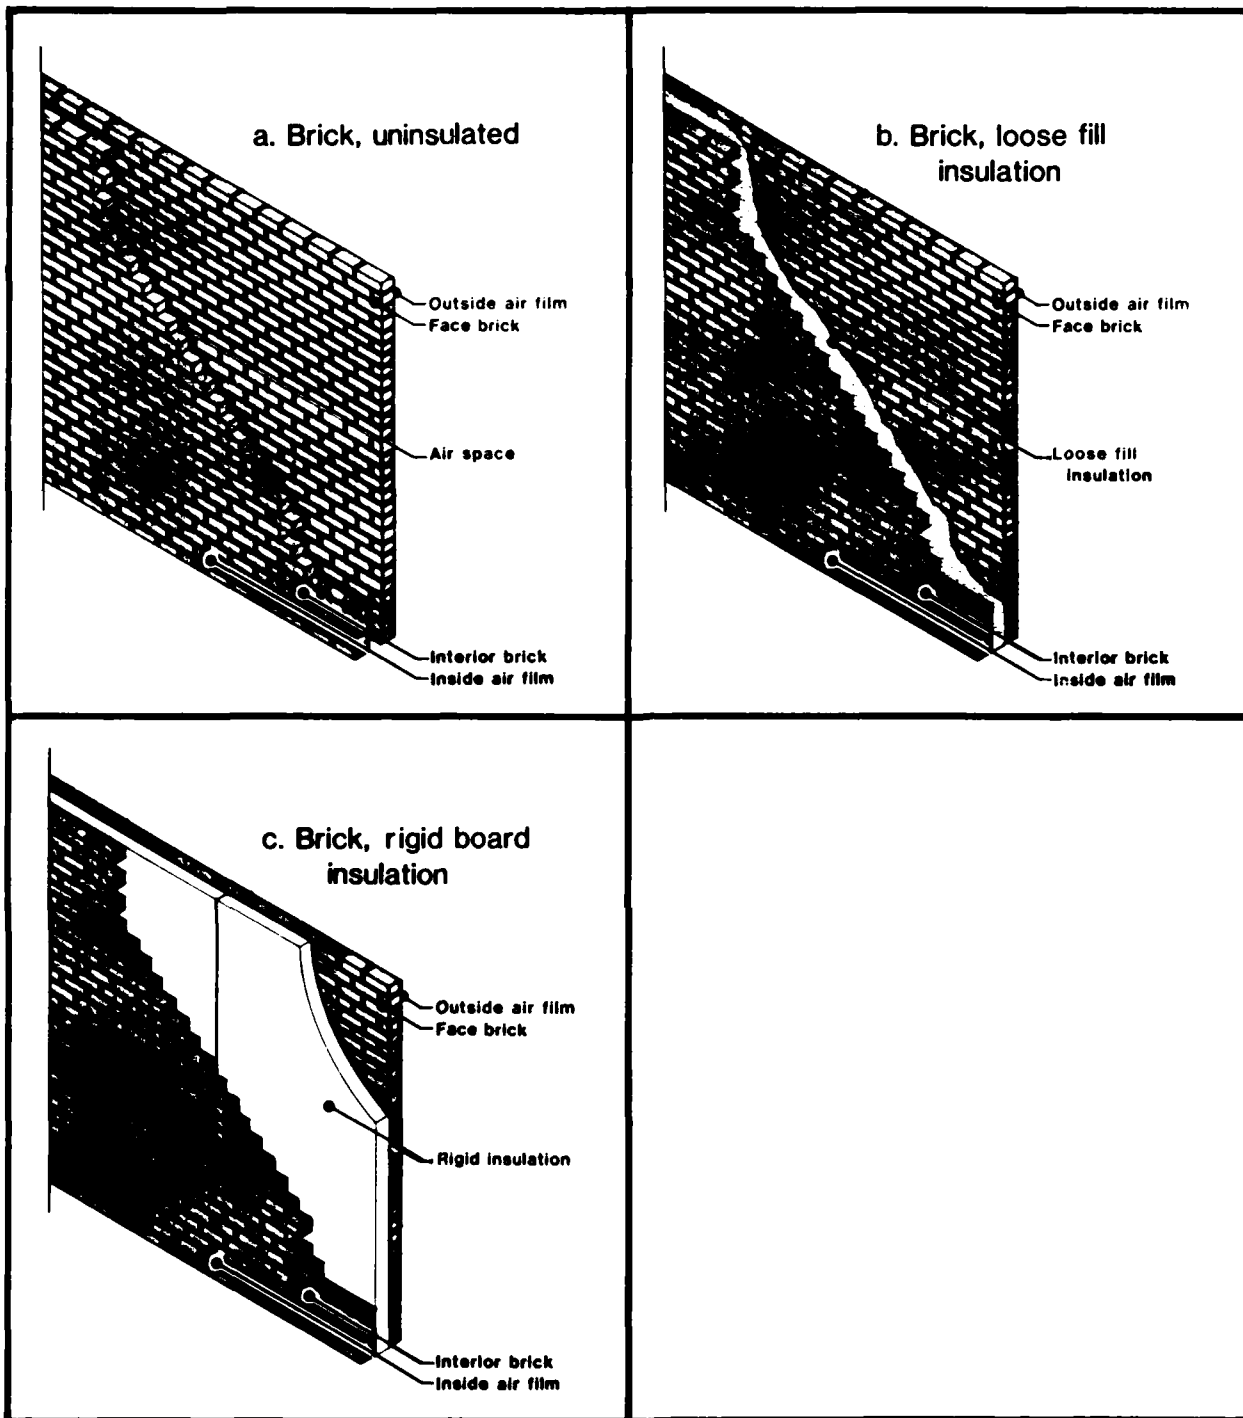 a. Brick, uninsulated
Outside air film
Face brick
Air space
Interior brick
Inside air film
b. Brick, loose fill
insulation
Outside air film
Face brick
Loose fill
insulation
Interior brick
Inside air film
c. Brick, rigid board
insulation
Outside air film
Face brick
Rigid insulation
Interior brick
Inside air film